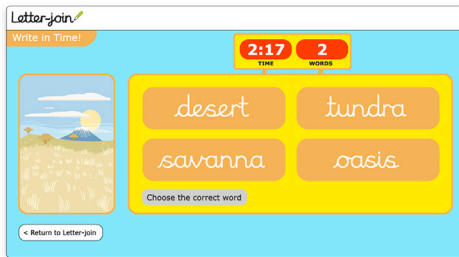 Letter-join
Write in Time!
2:17 2
TIME WORDS
desert tundra
savanna oasis
Choose the correct word
< Return to Letter-join